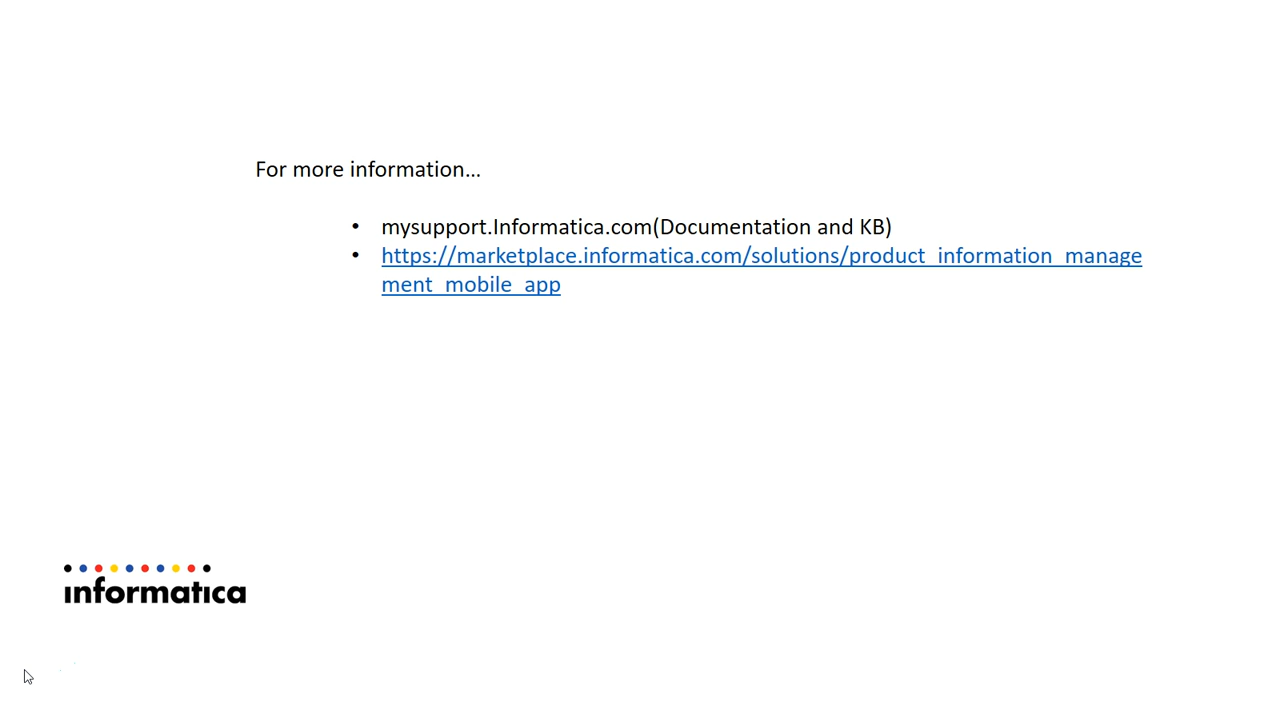 For more information...
• mysupport.Informatica.com(Documentation and KB)
• https://marketplace.informatica.com/solutions/product_information_manage
ment_mobile_app
informatica